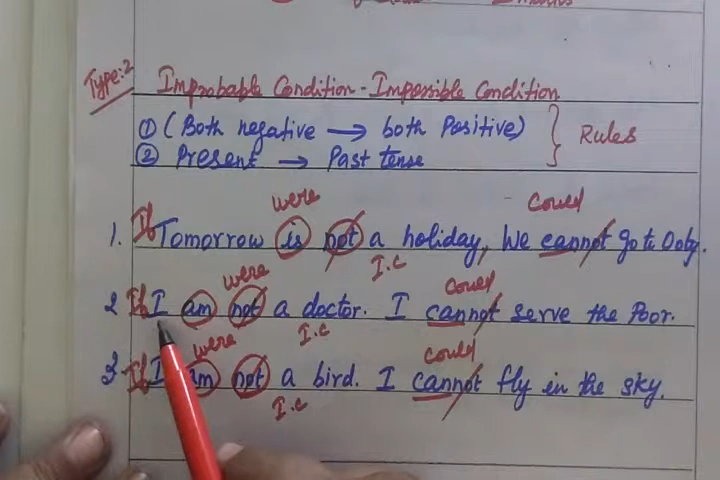 Type:2 Improbable Condition - Impossible Condition
① (Both negative → both Positive)
② Present → Past tense } Rules
were Could
1. If Tomorrow is not a holiday, We cannot go to Ooty.
I.C
were Could
2 If I am not a doctor. I cannot serve the Poor.
I.C
were Could
3 If I am not a bird. I cannot fly in the sky.
I.C